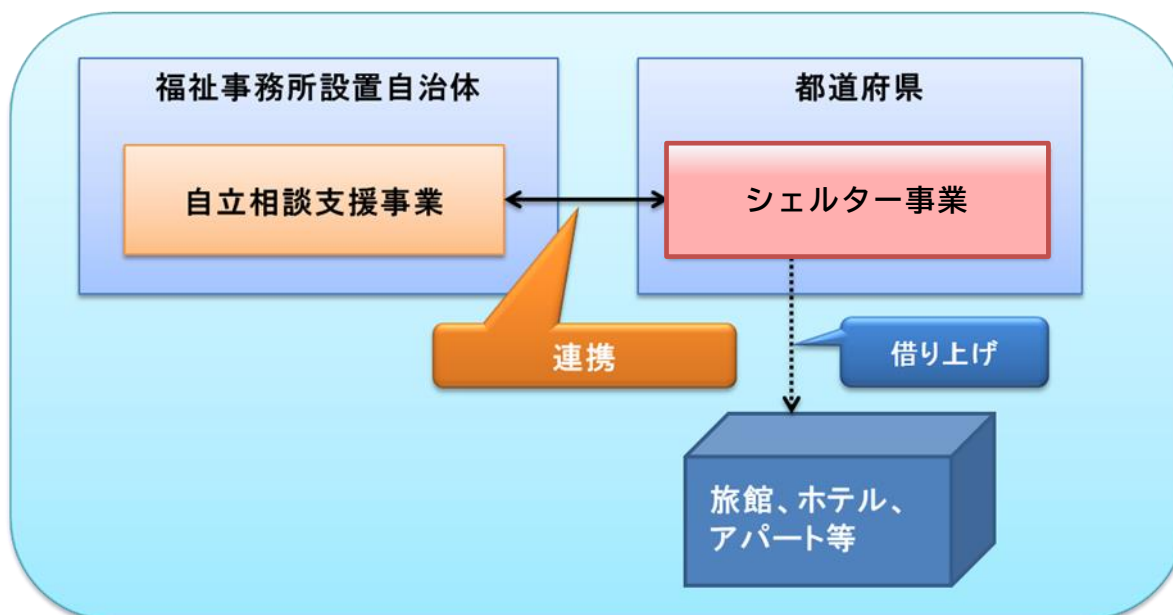 福祉事務所設置自治体
都道府県
自立相談支援事業
シェルター事業
連携
借り上げ
旅館、ホテル、
アパート等